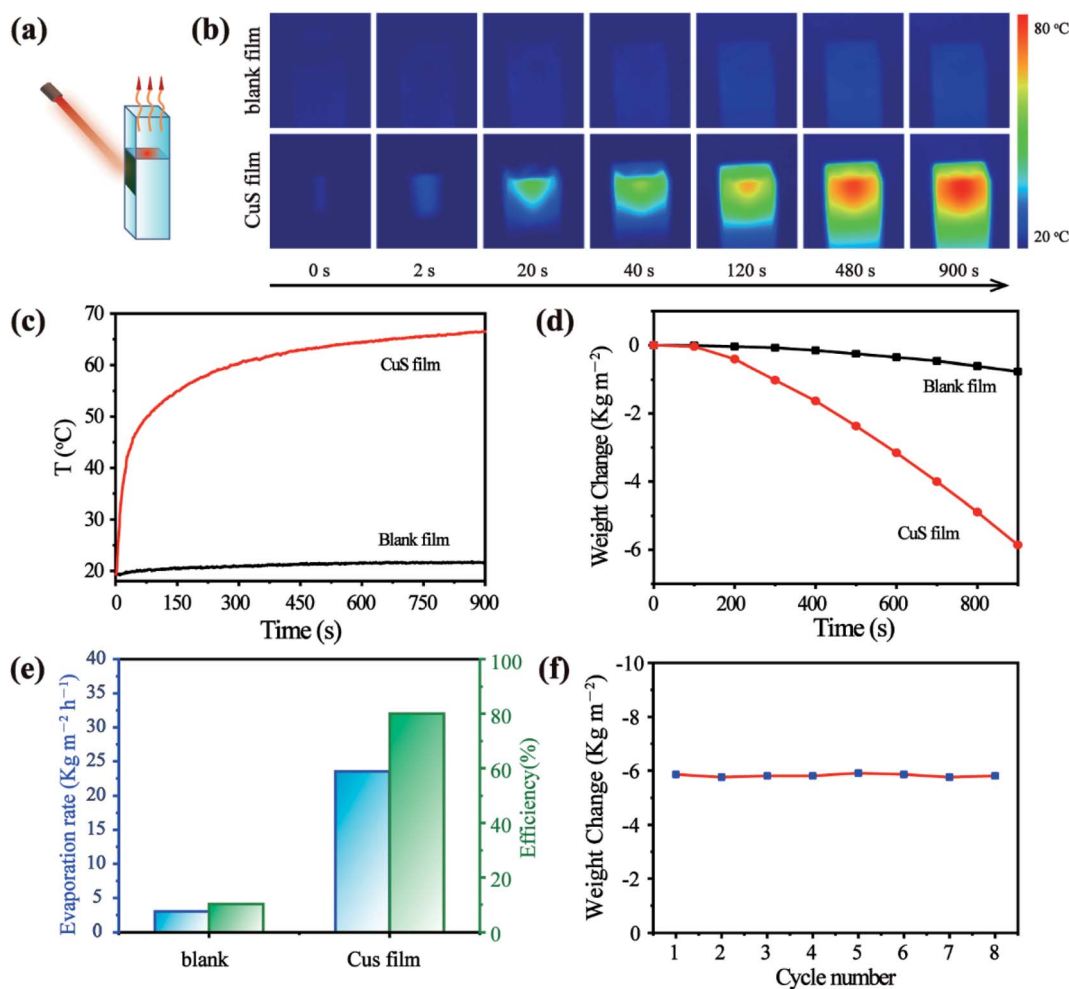 (a)
(b)
blank film
CuS film
80 ºC
20 ºC
0 s 2 s 20 s 40 s 120 s 480 s 900 s
(c)
70
60
50
40
30
20
T (ºC)
CuS film
Blank film
0 150 300 450 600 750 900
Time (s)
(d)
0
-2
-4
-6
Weight Change (Kg m⁻²)
Blank film
CuS film
0 200 400 600 800
Time (s)
(e)
40
35
30
25
20
15
10
5
0
Evaporation rate (Kg m⁻² h⁻¹)
100
80
60
40
20
0
Efficiency(%)
blank Cus film
(f)
-10
-8
-6
-4
-2
0
Weight Change (Kg m⁻²)
1 2 3 4 5 6 7 8
Cycle number